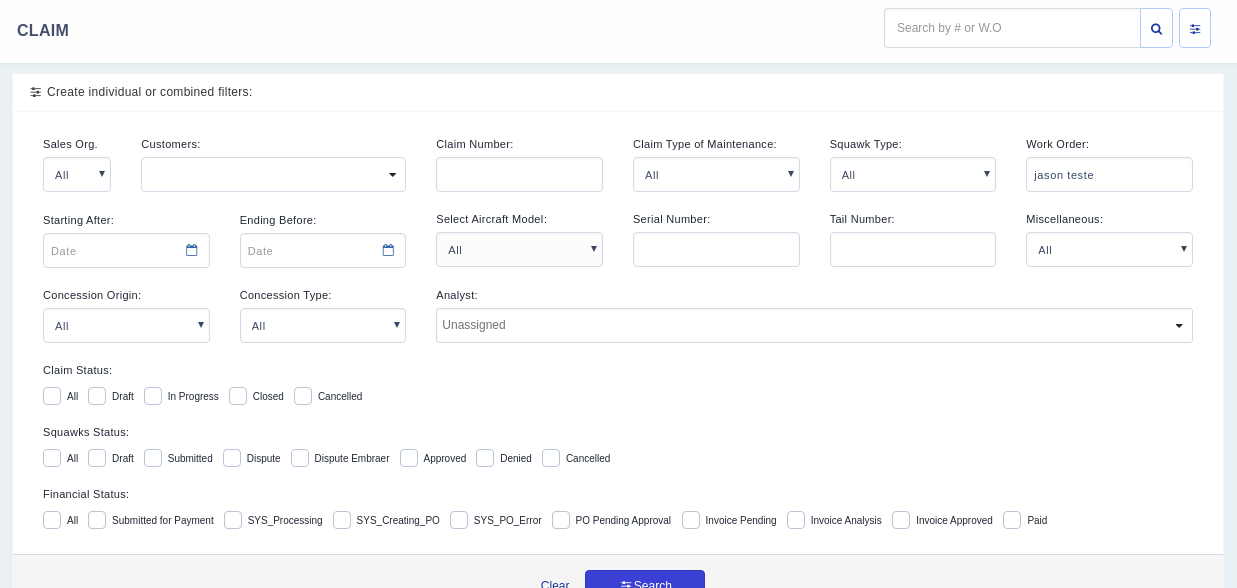 CLAIM
Search by # or W.O
Create individual or combined filters:
Sales Org. Customers: Claim Number: Claim Type of Maintenance: Squawk Type: Work Order:
All All All jason teste
Starting After: Ending Before: Select Aircraft Model: Serial Number: Tail Number: Miscellaneous:
Date Date All All
Concession Origin: Concession Type: Analyst:
All All Unassigned
Claim Status:
All Draft In Progress Closed Cancelled
Squawks Status:
All Draft Submitted Dispute Dispute Embraer Approved Denied Cancelled
Financial Status:
All Submitted for Payment SYS_Processing SYS_Creating_PO SYS_PO_Error PO Pending Approval Invoice Pending Invoice Analysis Invoice Approved Paid
Clear Search